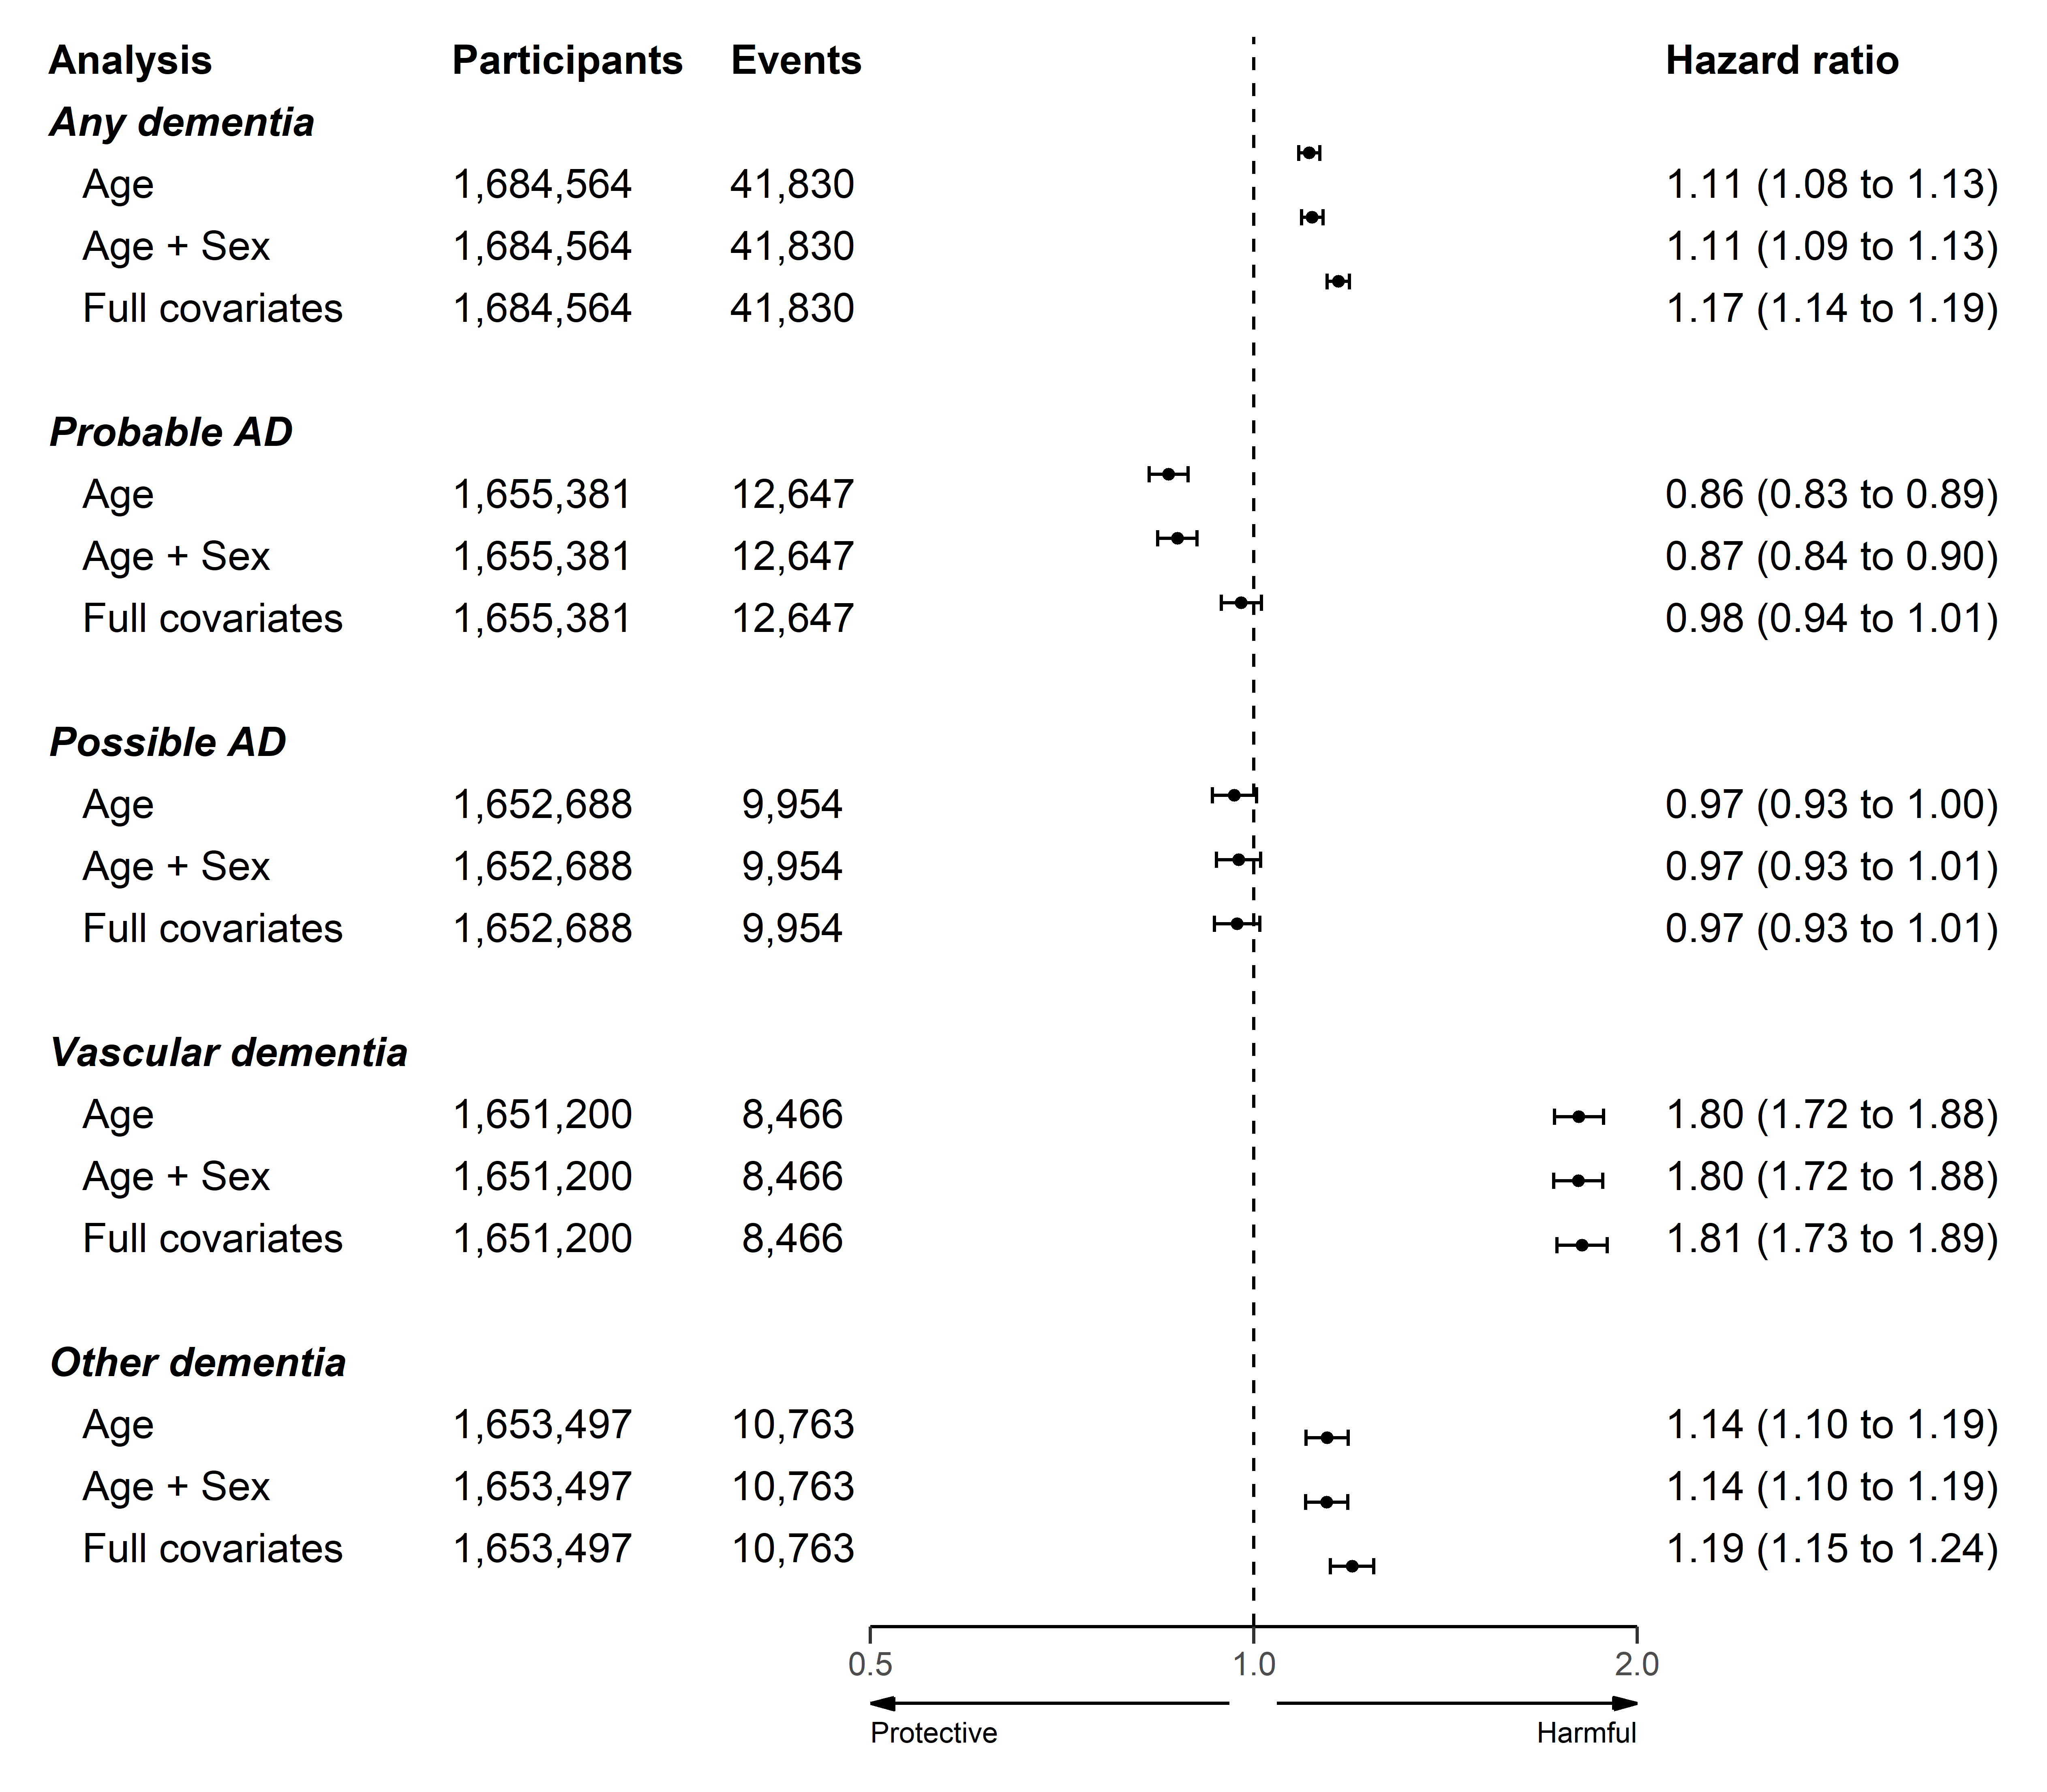 Analysis Participants Events Hazard ratio
Any dementia
Age 1,684,564 41,830 1.11 (1.08 to 1.13)
Age + Sex 1,684,564 41,830 1.11 (1.09 to 1.13)
Full covariates 1,684,564 41,830 1.17 (1.14 to 1.19)
Probable AD
Age 1,655,381 12,647 0.86 (0.83 to 0.89)
Age + Sex 1,655,381 12,647 0.87 (0.84 to 0.90)
Full covariates 1,655,381 12,647 0.98 (0.94 to 1.01)
Possible AD
Age 1,652,688 9,954 0.97 (0.93 to 1.00)
Age + Sex 1,652,688 9,954 0.97 (0.93 to 1.01)
Full covariates 1,652,688 9,954 0.97 (0.93 to 1.01)
Vascular dementia
Age 1,651,200 8,466 1.80 (1.72 to 1.88)
Age + Sex 1,651,200 8,466 1.80 (1.72 to 1.88)
Full covariates 1,651,200 8,466 1.81 (1.73 to 1.89)
Other dementia
Age 1,653,497 10,763 1.14 (1.10 to 1.19)
Age + Sex 1,653,497 10,763 1.14 (1.10 to 1.19)
Full covariates 1,653,497 10,763 1.19 (1.15 to 1.24)
0.5 1.0 2.0
Protective Harmful